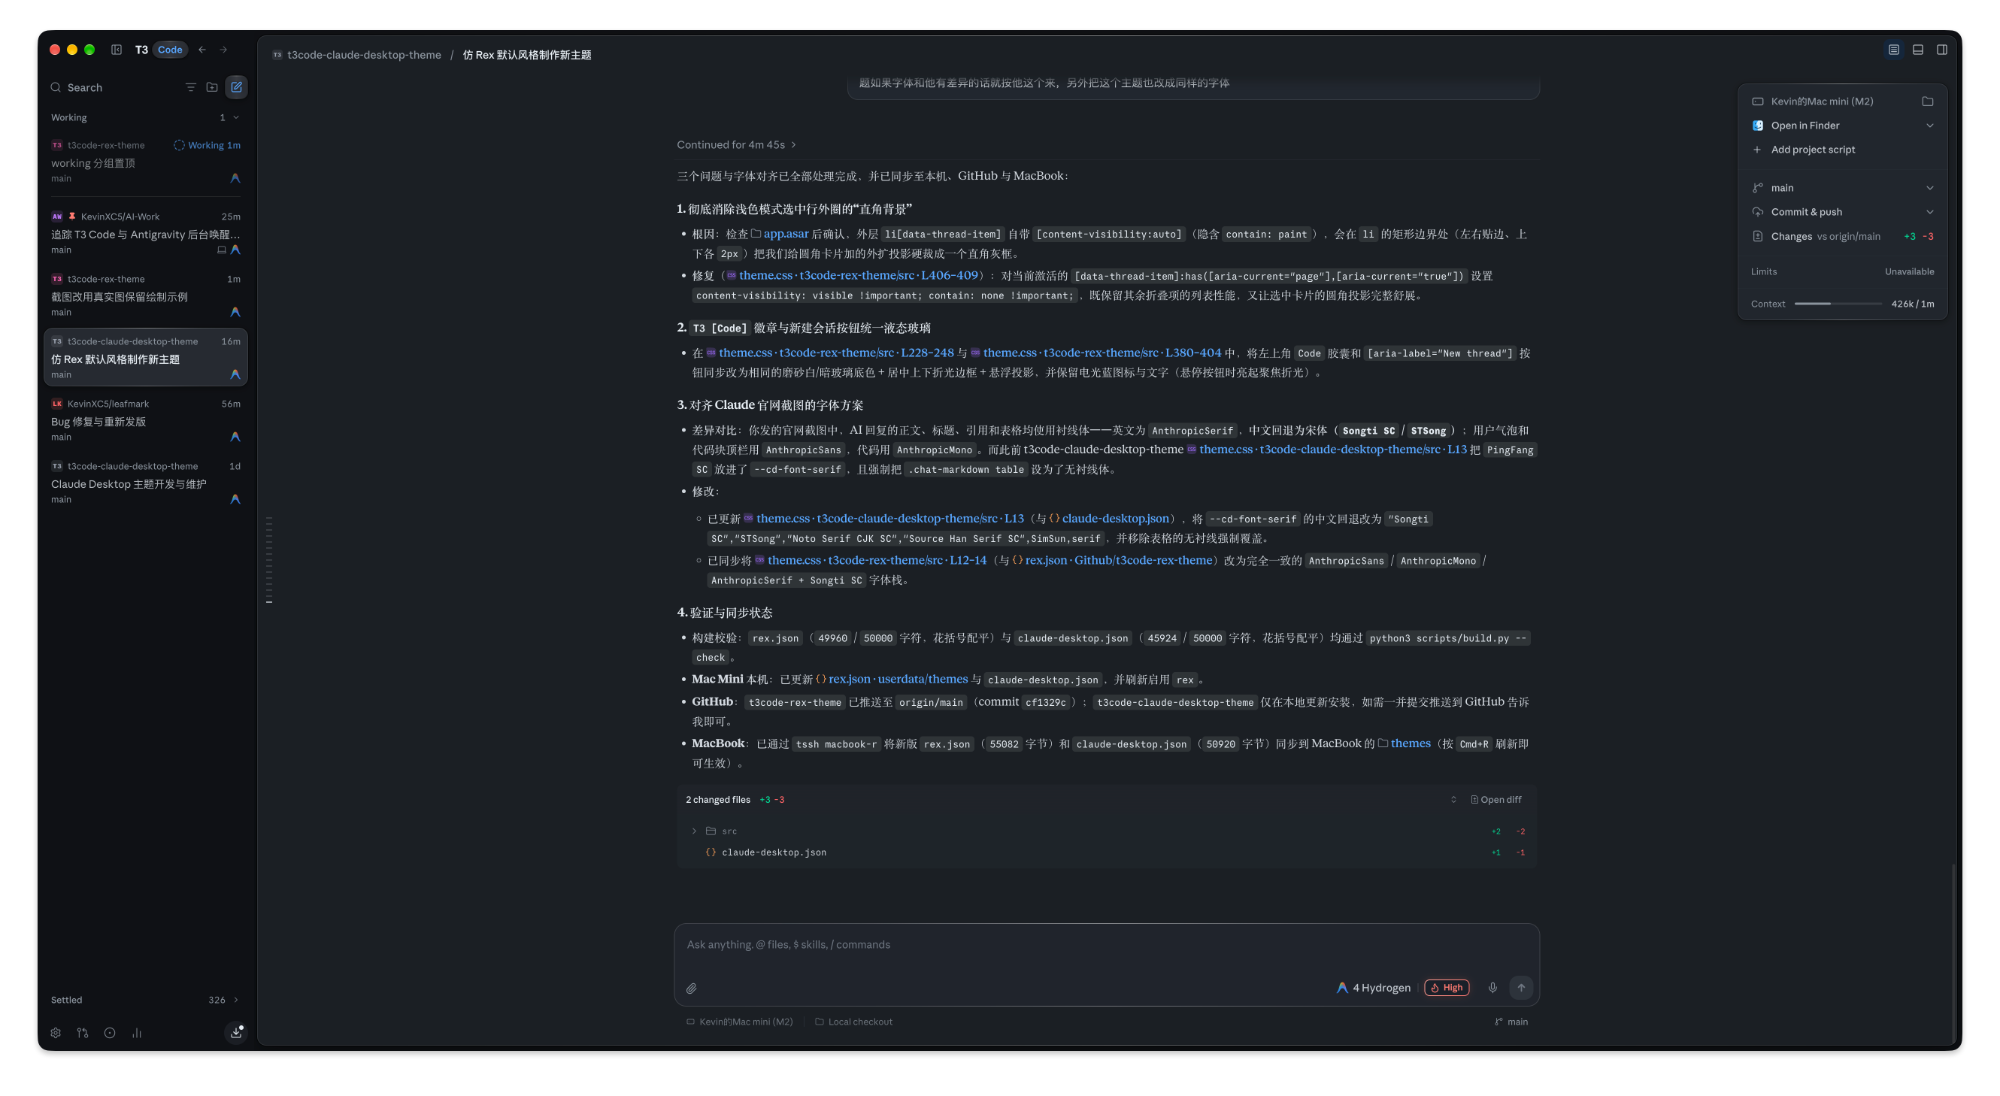 T3 Code
t3code-claude-desktop-theme / 仿 Rex 默认风格制作新主题
Search
Working 1
t3code-rex-theme Working 1m
working 分组置顶
main
KevinXC5/AI-Work 25m
追踪 T3 Code 与 Antigravity 后台唤醒...
main
t3code-rex-theme 1m
截图改用真实图保留绘制示例
main
t3code-claude-desktop-theme 16m
仿 Rex 默认风格制作新主题
main
KevinXC5/leafmark 56m
Bug 修复与重新发版
main
t3code-claude-desktop-theme 1d
Claude Desktop 主题开发与维护
main
Settled 326
题如果字体和他有差异的话就按他这个来，另外把这个主题也改成同样的字体
Continued for 4m 45s
三个问题与字体对齐已全部处理完成，并已同步至本机、GitHub 与 MacBook：
1. 彻底消除浅色模式选中行外圈的“直角背景”
根因：检查 app.asar 后确认，外层 li[data-thread-item] 自带 [content-visibility:auto]（隐含 contain: paint），会在 li 的矩形边界处（左右贴边、上
下各 2px）把我们给圆角卡片加的外扩投影硬裁成一个直角灰框。
修复（theme.css · t3code-rex-theme/src · L406-409）：对当前激活的 [data-thread-item]:has([aria-current="page"],[aria-current="true"]) 设置
content-visibility: visible !important; contain: none !important;，既保留其余折叠项的列表性能，又让选中卡片的圆角投影完整舒展。
2. T3 [Code] 徽章与新建会话按钮统一液态玻璃
在 theme.css · t3code-rex-theme/src · L228-248 与 theme.css · t3code-rex-theme/src · L380-404 中，将左上角 Code 胶囊和 [aria-label="New thread"] 按
钮同步改为相同的磨砂白/暗玻璃底色 + 居中上下折光边框 + 悬浮投影，并保留电光蓝图标与文字（悬停按钮时亮起聚焦折光）。
3. 对齐 Claude 官网截图的字体方案
差异对比：你发的官网截图中，AI 回复的正文、标题、引用和表格均使用衬线体——英文为 AnthropicSerif，中文回退为宋体（Songti SC / STSong）；用户气泡和
代码块顶栏用 AnthropicSans，代码用 AnthropicMono。而此前 t3code-claude-desktop-theme theme.css · t3code-claude-desktop-theme/src · L13 把 PingFang
SC 放进了 --cd-font-serif，且强制把 .chat-markdown table 设为了无衬线体。
修改：
已更新 theme.css · t3code-claude-desktop-theme/src · L13（与 claude-desktop.json），将 --cd-font-serif 的中文回退改为 "Songti
SC","STSong","Noto Serif CJK SC","Source Han Serif SC",SimSun,serif，并移除表格的无衬线强制覆盖。
已同步将 theme.css · t3code-rex-theme/src · L12-14（与 rex.json · Github/t3code-rex-theme）改为完全一致的 AnthropicSans / AnthropicMono /
AnthropicSerif + Songti SC 字体栈。
4. 验证与同步状态
构建校验：rex.json（49960 / 50000 字符，花括号配平）与 claude-desktop.json（45924 / 50000 字符，花括号配平）均通过 python3 scripts/build.py --
check。
Mac Mini 本机：已更新 rex.json · userdata/themes 与 claude-desktop.json，并刷新启用 rex。
GitHub：t3code-rex-theme 已推送至 origin/main（commit cf1329c）；t3code-claude-desktop-theme 仅在本地更新安装，如需一并提交推送到 GitHub 告诉
我即可。
MacBook：已通过 tssh macbook-r 将新版 rex.json（55082 字节）和 claude-desktop.json（50920 字节）同步到 MacBook 的 themes（按 Cmd+R 刷新即
可生效）。
2 changed files +3 -3 Open diff
src +2 -2
claude-desktop.json +1 -1
Ask anything. @ files, $ skills, / commands
4 Hydrogen High
Kevin的Mac mini (M2) Local checkout main
Kevin的Mac mini (M2)
Open in Finder
Add project script
main
Commit & push
Changes vs origin/main +3 -3
Limits Unavailable
Context 426k / 1m